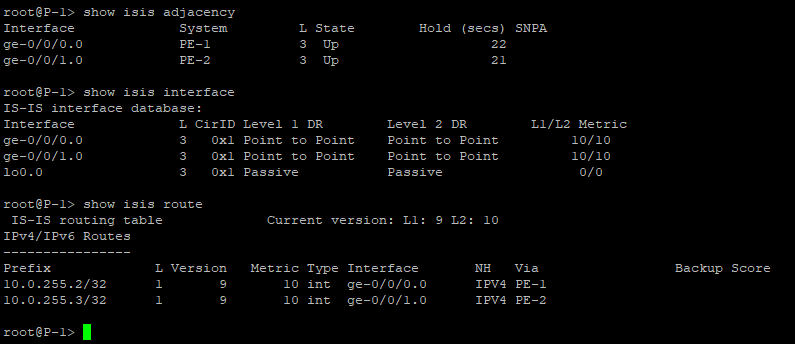 root@P-1> show isis adjacency
Interface             System         L State         Hold (secs) SNPA
ge-0/0/0.0            PE-1           3  Up                    22
ge-0/0/1.0            PE-2           3  Up                    21
root@P-1> show isis interface
IS-IS interface database:
Interface             L CirID Level 1 DR        Level 2 DR        L1/L2 Metric
ge-0/0/0.0            3   0x1 Point to Point    Point to Point         10/10
ge-0/0/1.0            3   0x1 Point to Point    Point to Point         10/10
lo0.0                 3   0x1 Passive           Passive                 0/0
root@P-1> show isis route
 IS-IS routing table             Current version: L1: 9 L2: 10
IPv4/IPv6 Routes
----------------
Prefix             L Version   Metric Type Interface       NH   Via                 Backup Score
10.0.255.2/32      1       9       10 int  ge-0/0/0.0      IPV4 PE-1
10.0.255.3/32      1       9       10 int  ge-0/0/1.0      IPV4 PE-2
root@P-1>